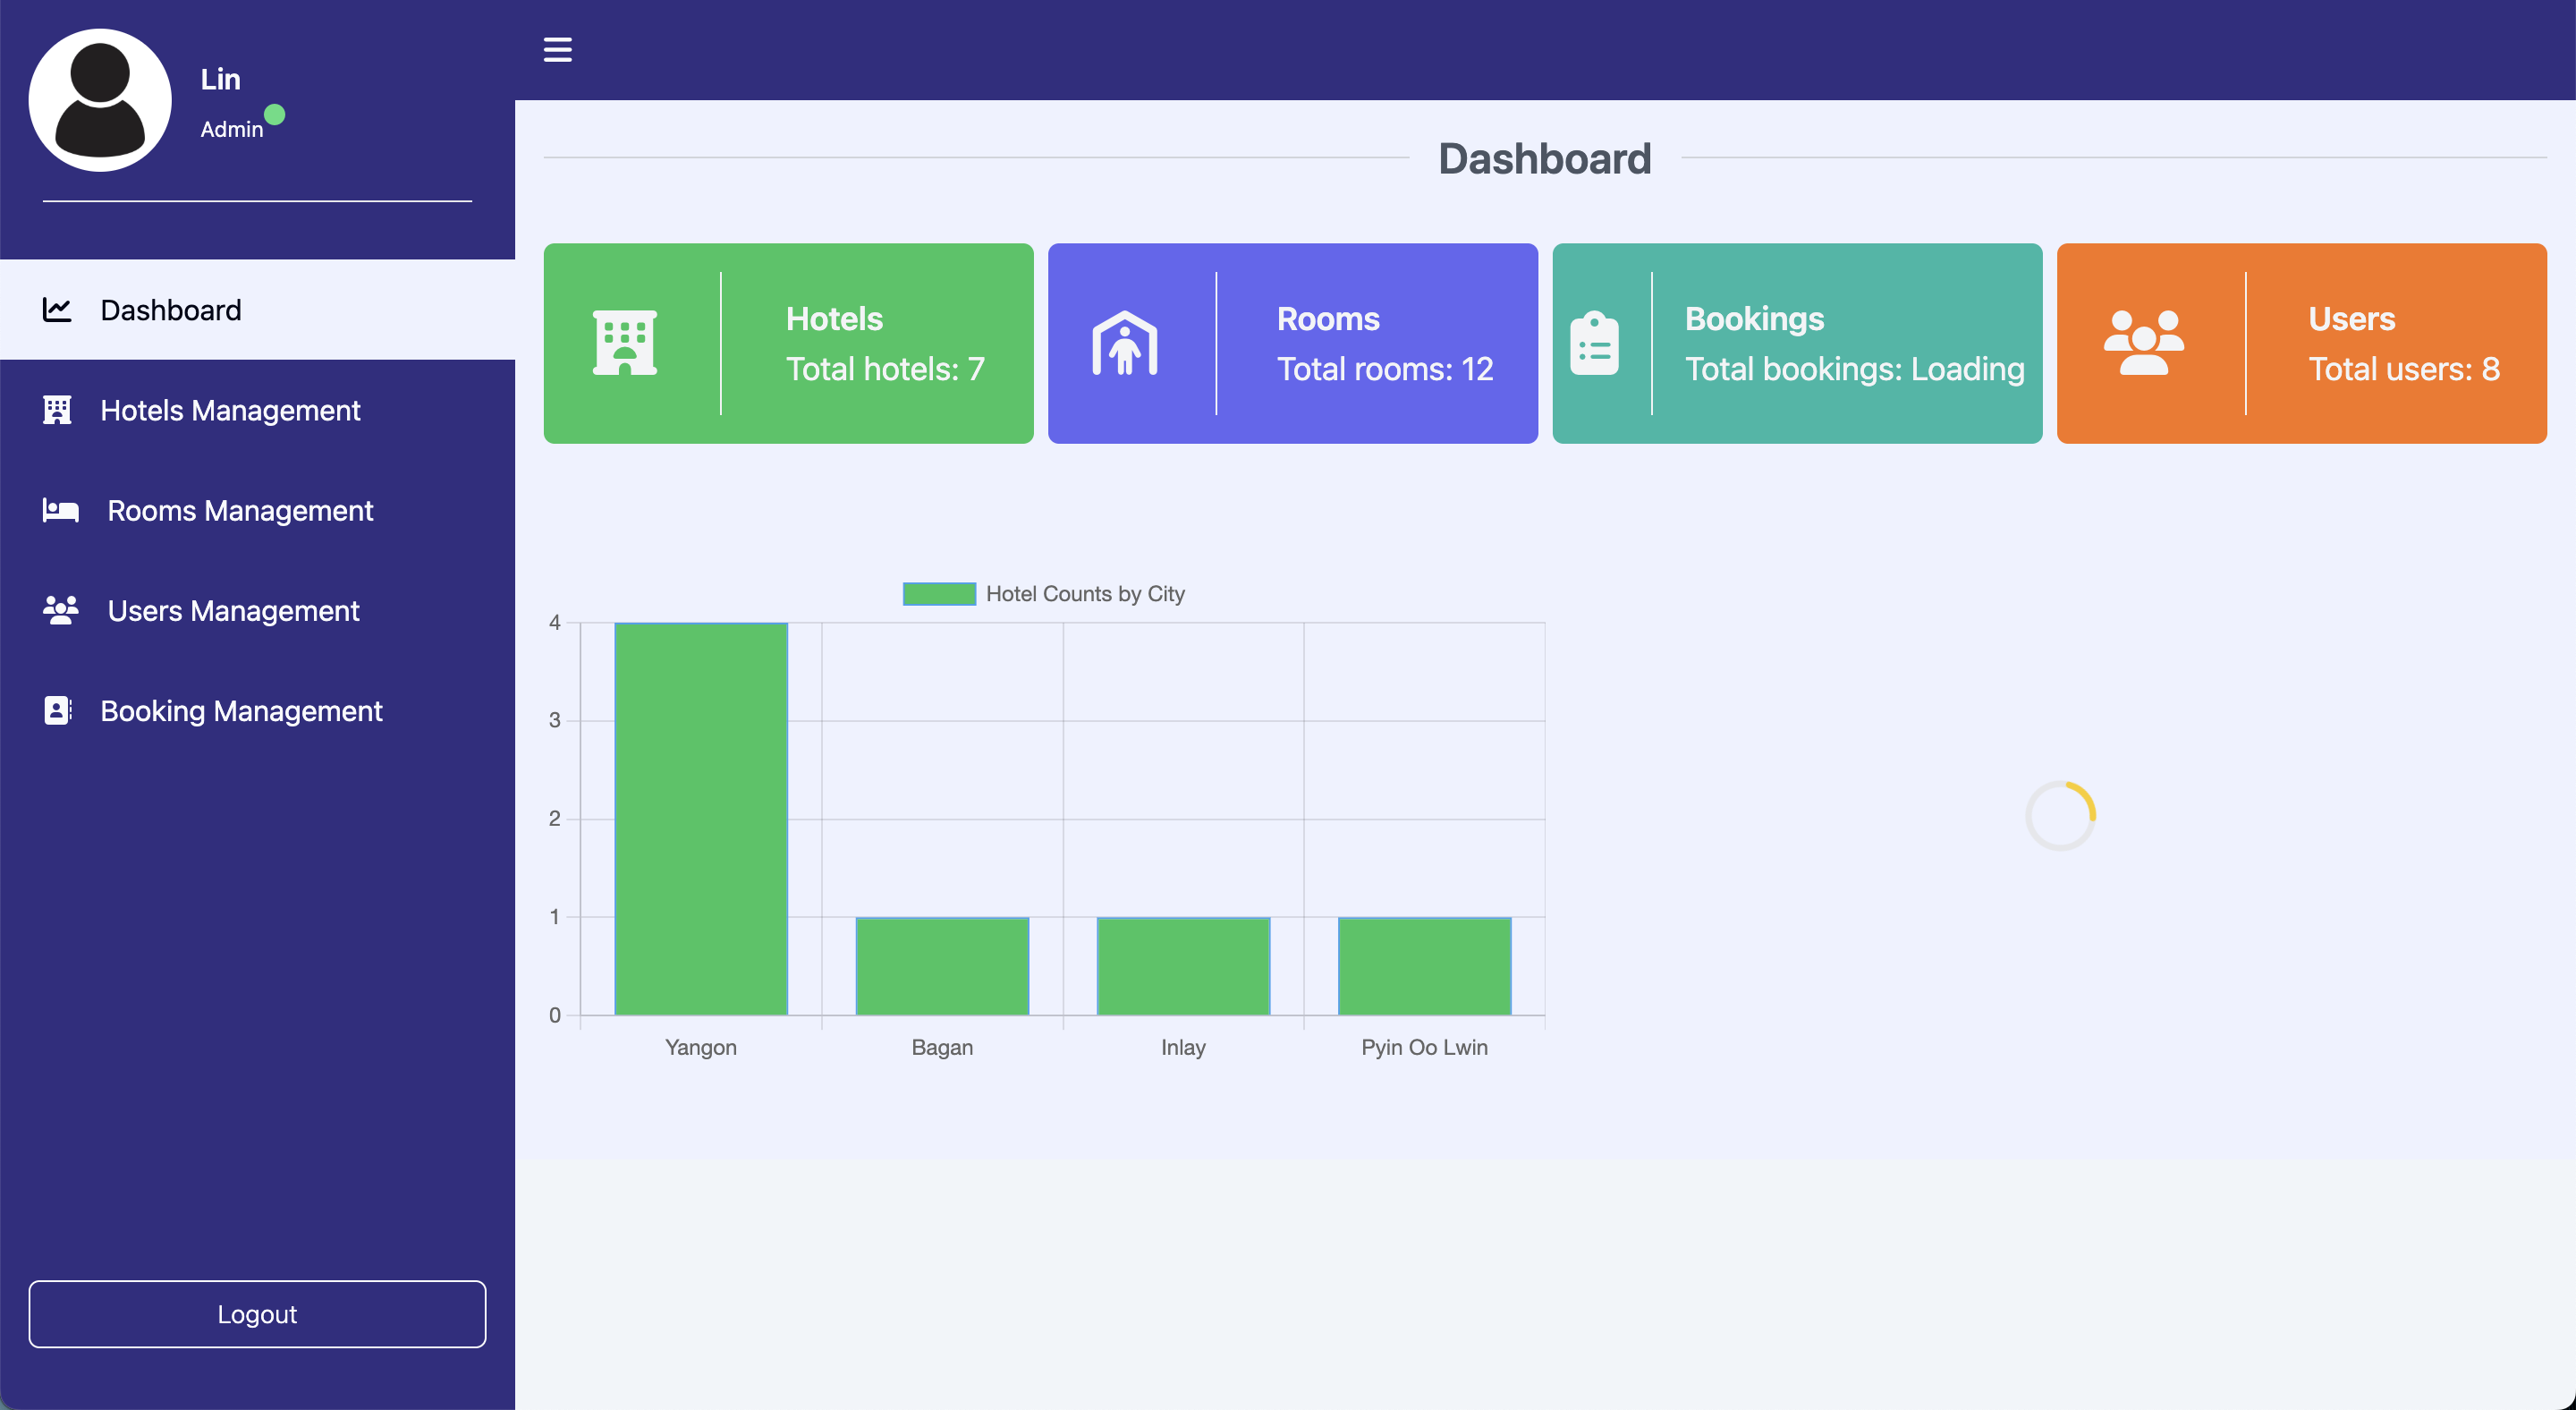 Lin
Admin
Dashboard
Hotels Management
Rooms Management
Users Management
Booking Management
Logout
Dashboard
Hotels
Total hotels: 7
Rooms
Total rooms: 12
Bookings
Total bookings: Loading
Users
Total users: 8
Hotel Counts by City
4
3
2
1
0
Yangon
Bagan
Inlay
Pyin Oo Lwin